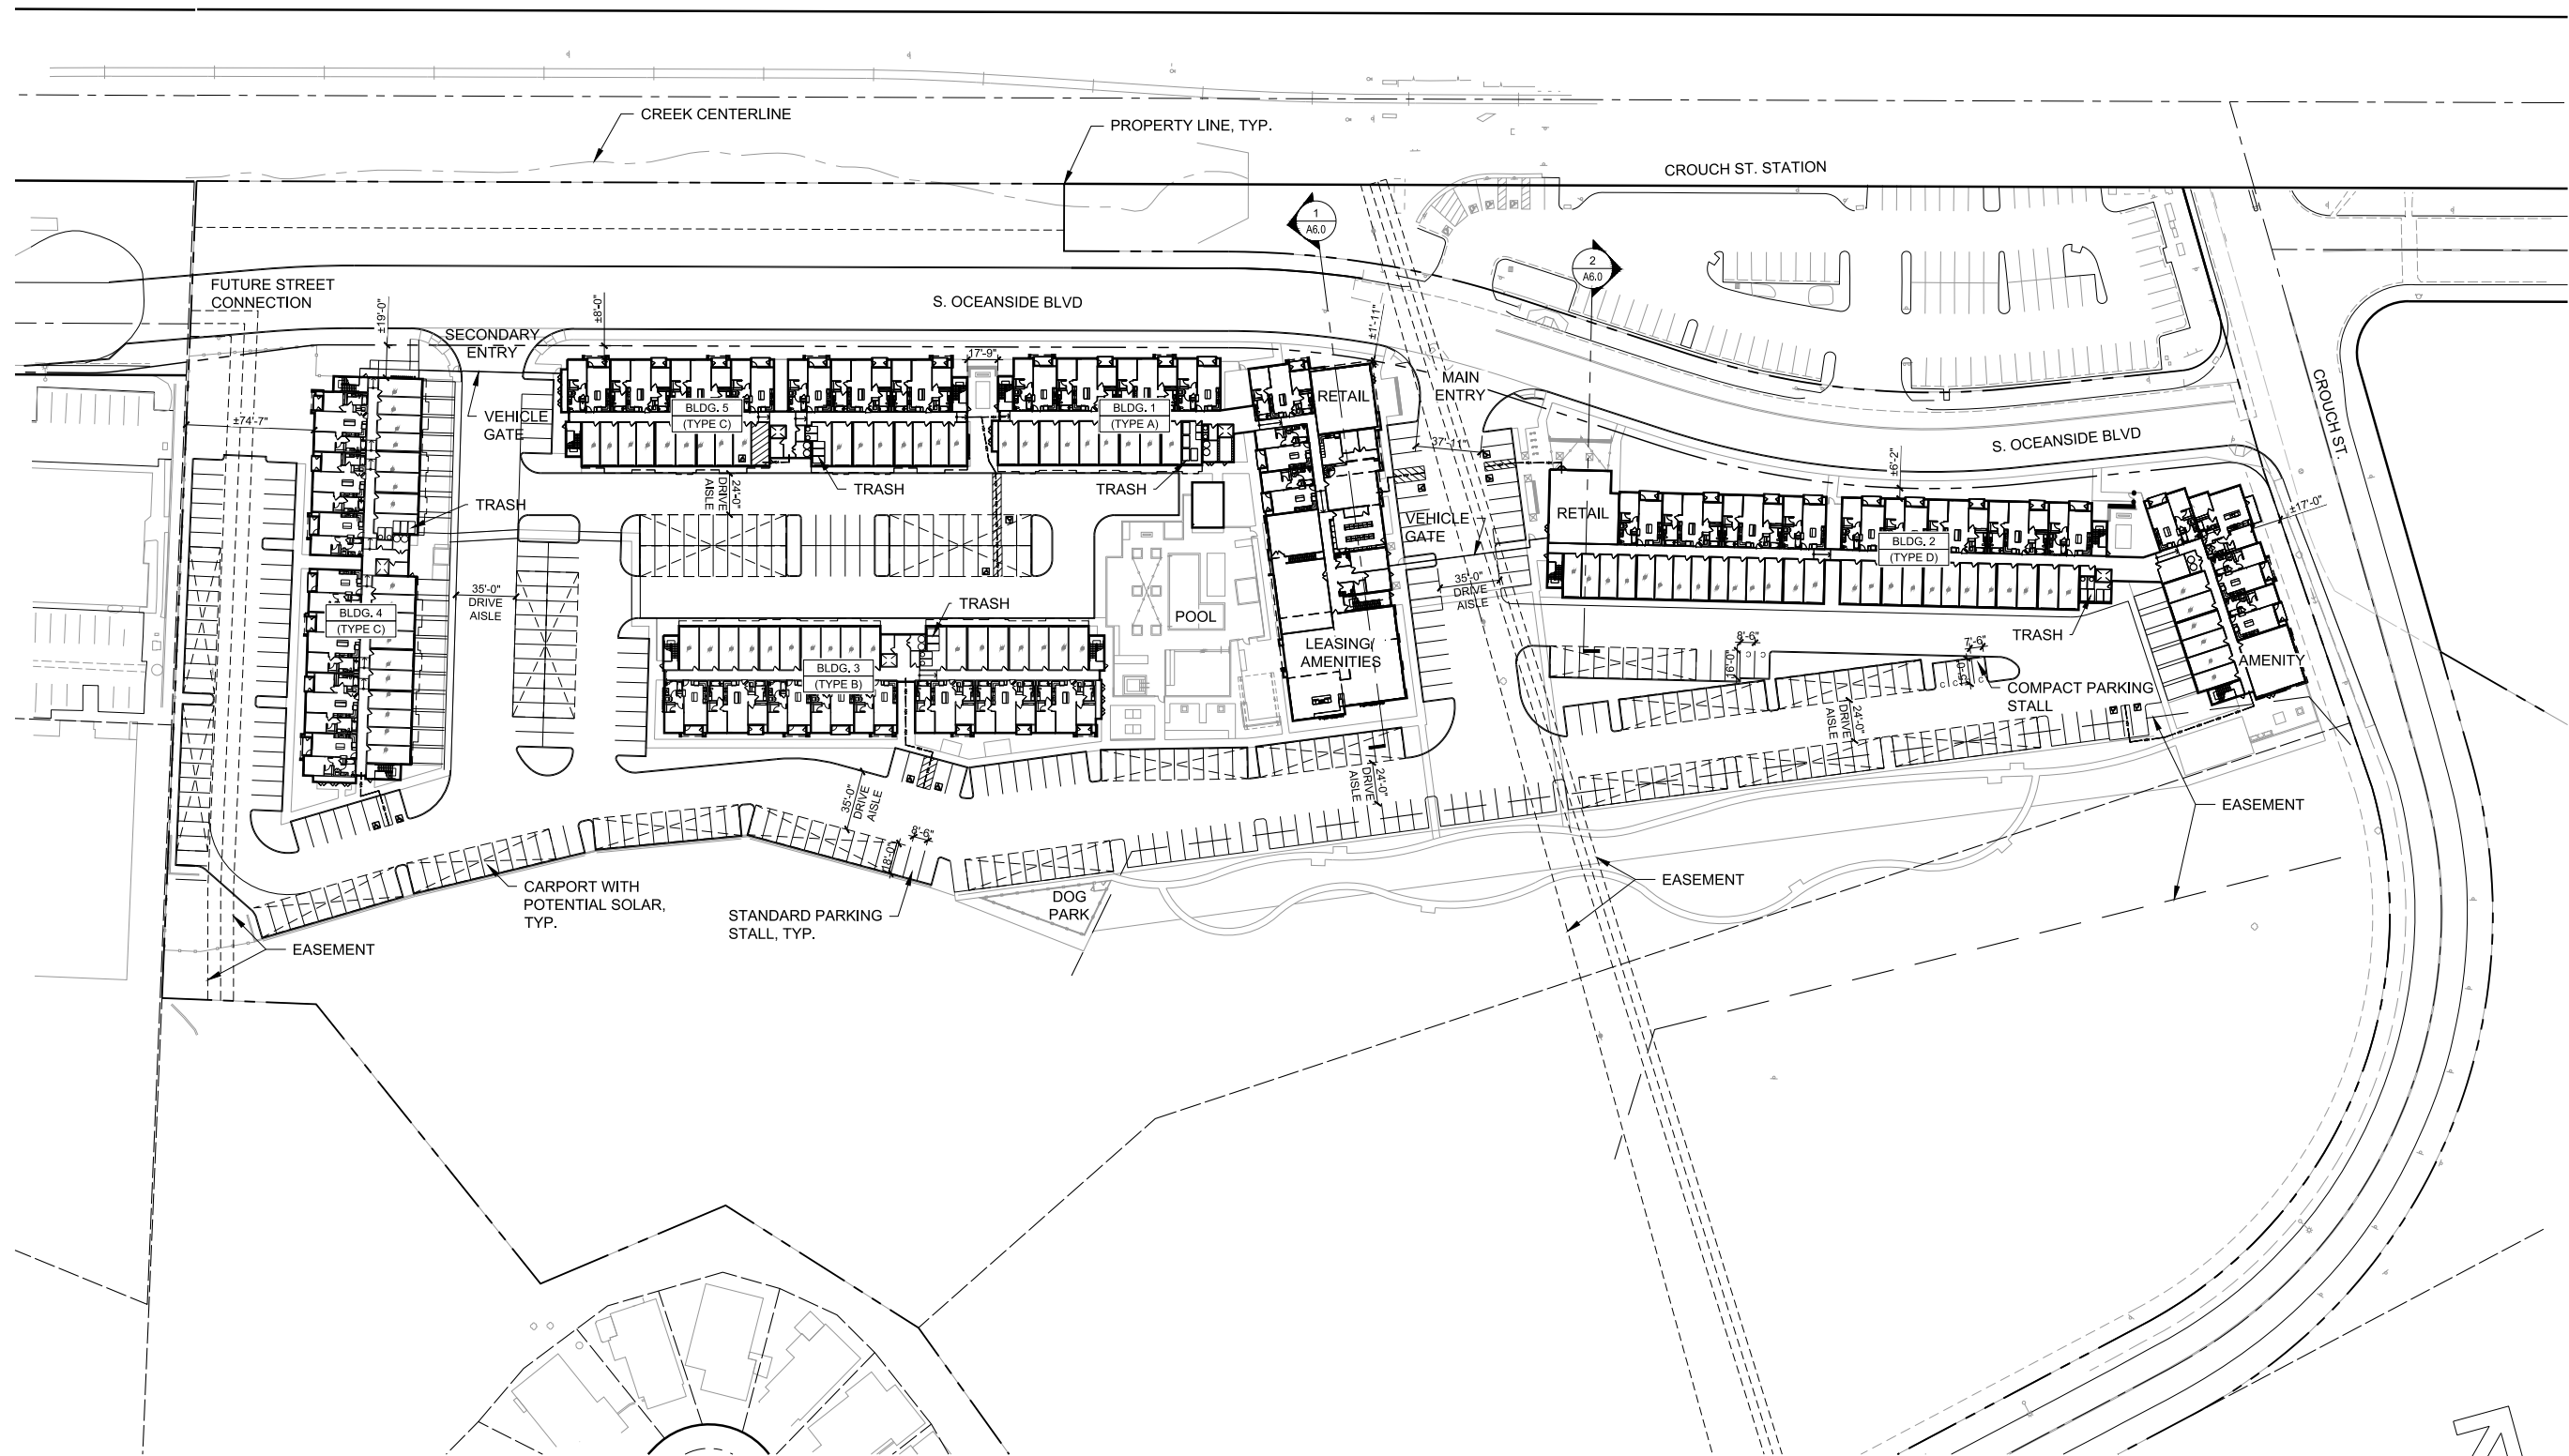 CREEK CENTERLINE
PROPERTY LINE, TYP.
CROUCH ST. STATION
1
A6.0
2
A6.0
FUTURE STREET
CONNECTION
S. OCEANSIDE BLVD
±19'-0"
±8'-0"
±1'-11"
SECONDARY
ENTRY
17'-9"
RETAIL
MAIN
ENTRY
CROUCH ST.
BLDG. 5
(TYPE C)
BLDG. 1
(TYPE A)
VEHICLE
GATE
±74'-7"
37'-11"
S. OCEANSIDE BLVD
±6'-2"
24'-0"
DRIVE
AISLE
TRASH
TRASH
TRASH
±17'-0"
RETAIL
VEHICLE
GATE
BLDG. 2
(TYPE D)
35'-0"
DRIVE
AISLE
35'-0"
DRIVE
AISLE
TRASH
BLDG. 4
(TYPE C)
POOL
LEASING/
AMENITIES
TRASH
8'-6"
16'-0"
7'-6"
15'-0"
C C
C C C
AMENITY
BLDG. 3
(TYPE B)
COMPACT PARKING
STALL
24'-0"
DRIVE
AISLE
24'-0"
DRIVE
AISLE
35'-0"
DRIVE
AISLE
8'-6"
18'-0"
EASEMENT
CARPORT WITH
POTENTIAL SOLAR,
TYP.
STANDARD PARKING
STALL, TYP.
DOG
PARK
EASEMENT
EASEMENT